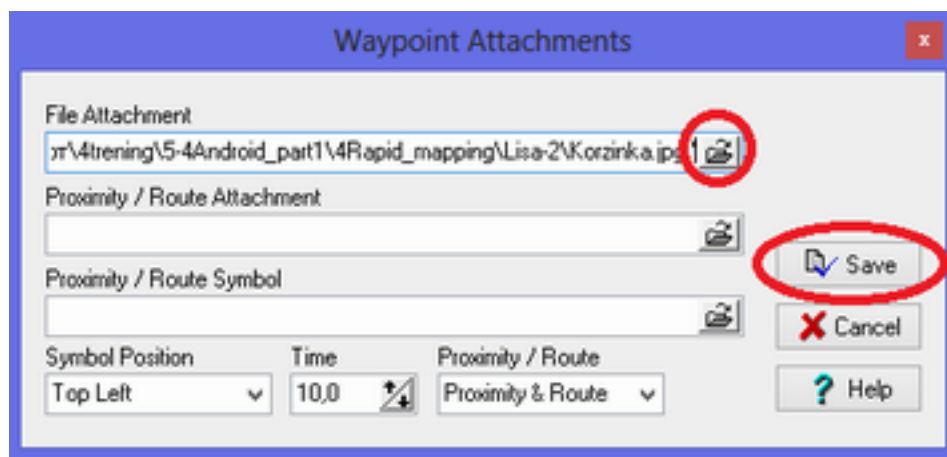 Waypoint Attachments
x
File Attachment
\4trening\5-4Android_part1\4Rapid_mapping\Lisa-2\Korzinka.jpg
Proximity / Route Attachment
Proximity / Route Symbol
Save
Cancel
Symbol Position Time Proximity / Route
Top Left 10,0 Proximity & Route
? Help